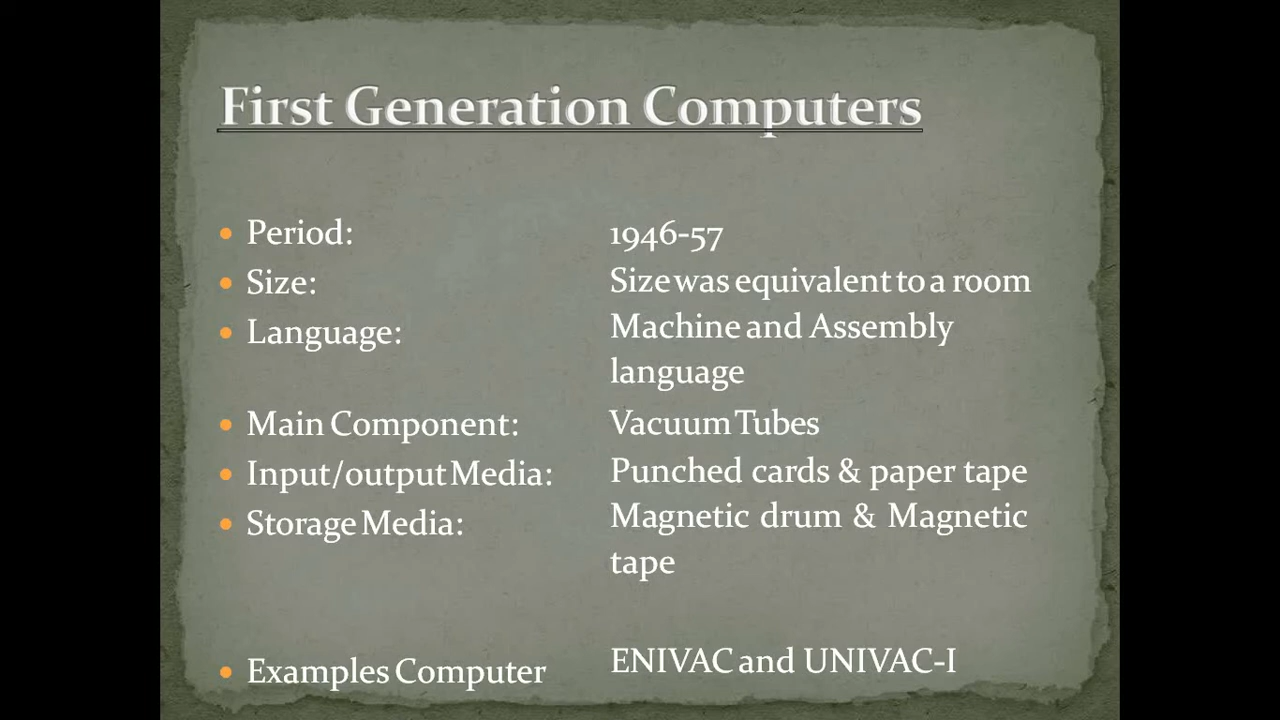 First Generation Computers
• Period: 1946-57
• Size: Size was equivalent to a room
• Language: Machine and Assembly
language
• Main Component: Vacuum Tubes
• Input/output Media: Punched cards & paper tape
• Storage Media: Magnetic drum & Magnetic
tape
• Examples Computer ENIVAC and UNIVAC-I